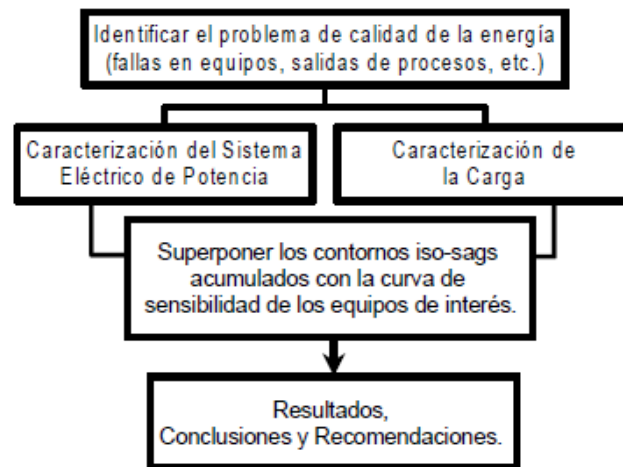 Identificar el problema de calidad de la energía
(fallas en equipos, salidas de procesos, etc.)
Caracterización del Sistema
Eléctrico de Potencia
Caracterización de
la Carga
Superponer los contornos iso-sags
acumulados con la curva de
sensibilidad de los equipos de interés.
Resultados,
Conclusiones y Recomendaciones.